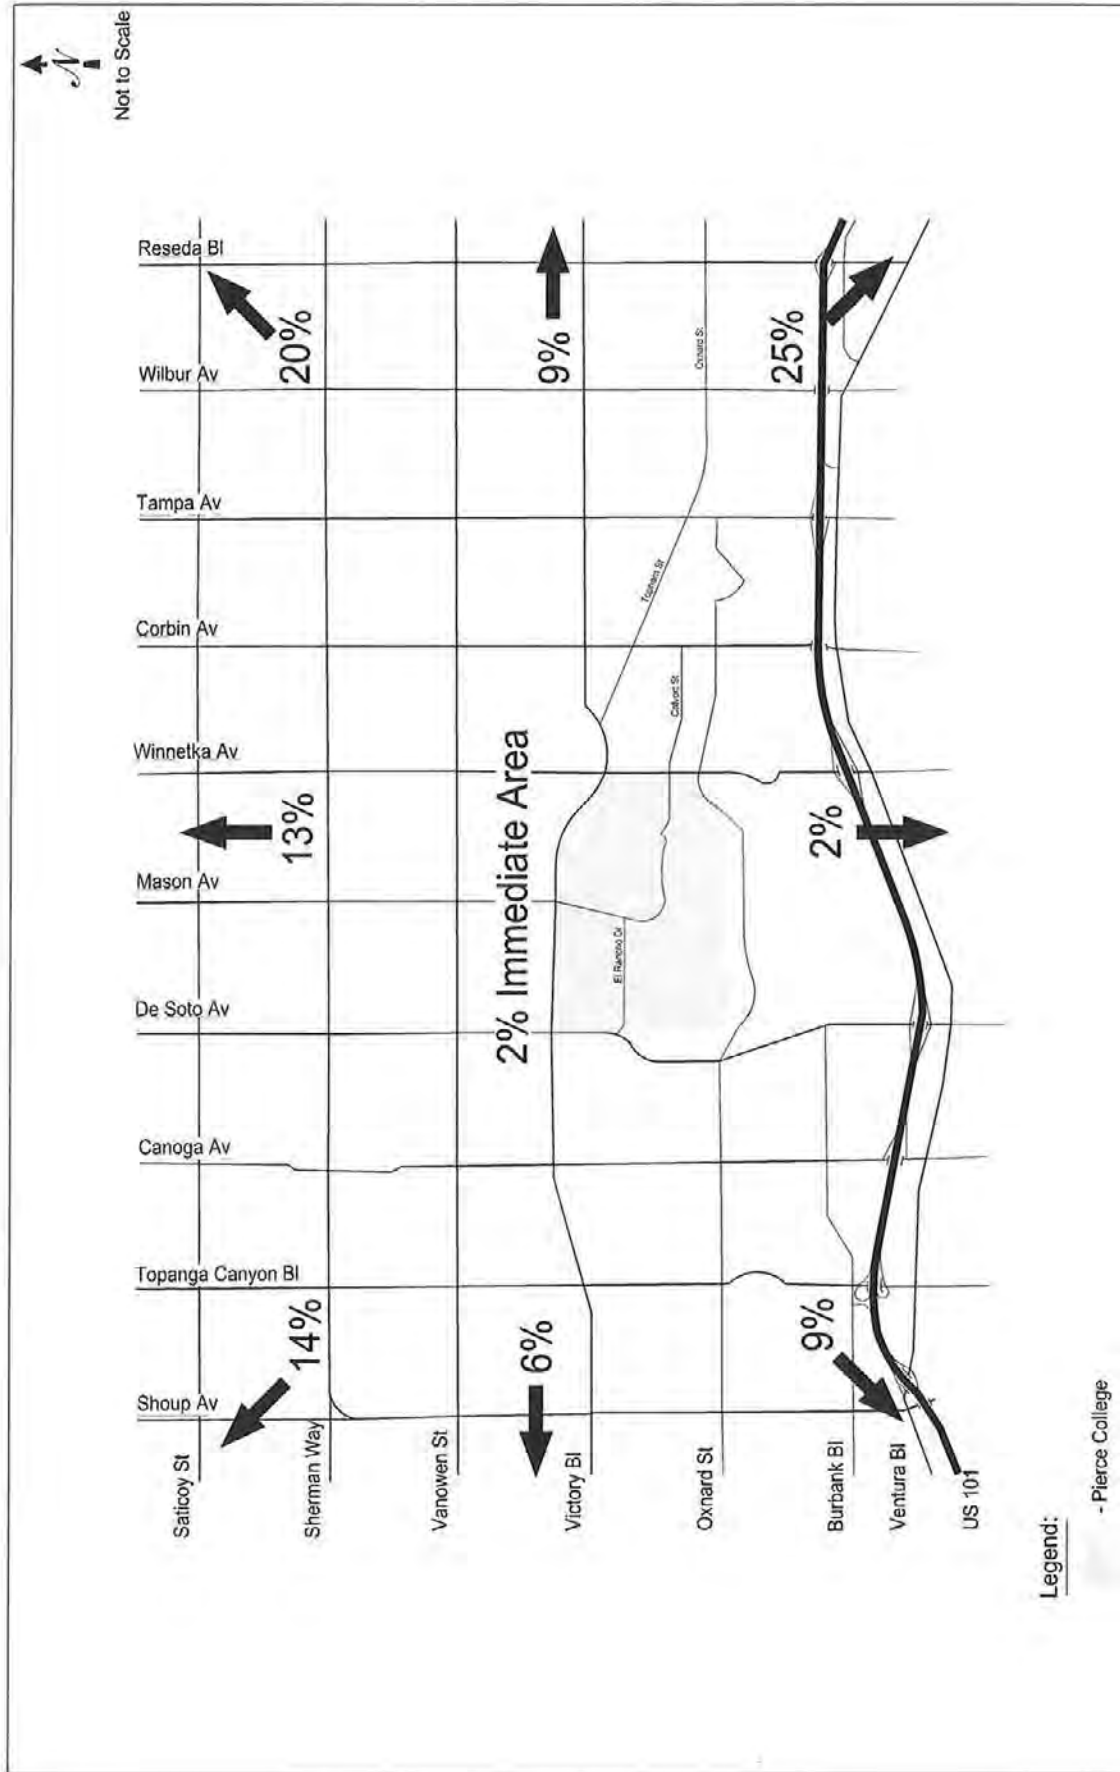 N
Not to Scale
Reseda Bl
Wilbur Av
Tampa Av
Corbin Av
Winnetka Av
Mason Av
De Soto Av
Canoga Av
Topanga Canyon Bl
Shoup Av
20%
13%
14%
9%
2% Immediate Area
6%
25%
2%
9%
Oxnard St
Topham St
Calvert St
El Rancho Dr
Saticoy St
Sherman Way
Vanowen St
Victory Bl
Oxnard St
Burbank Bl
Ventura Bl
US 101
Legend:
- Pierce College